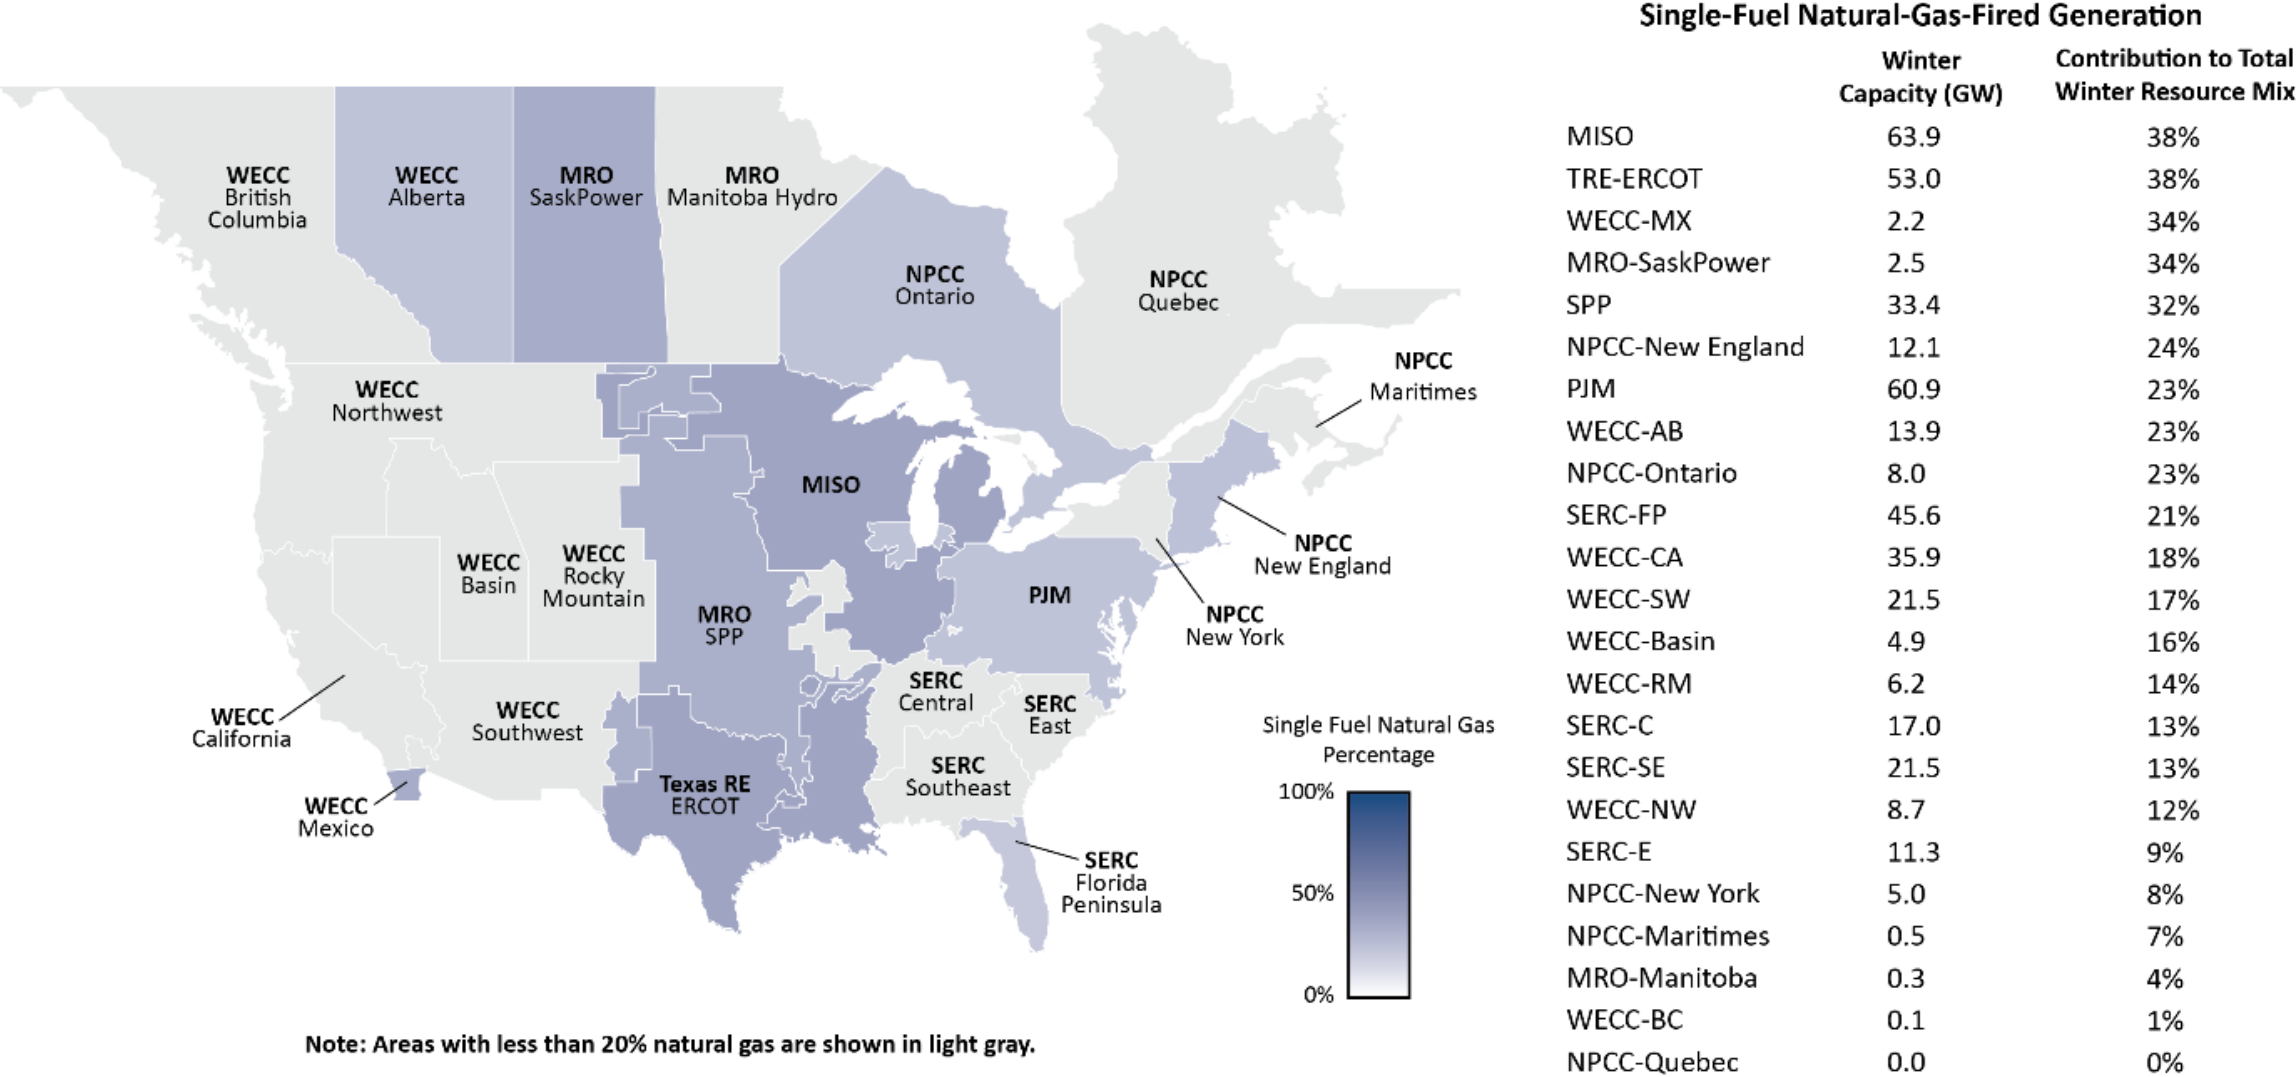 WECC
British
Columbia
WECC
Alberta
MRO
SaskPower
MRO
Manitoba Hydro
NPCC
Ontario
NPCC
Quebec
NPCC
Maritimes
WECC
Northwest
MISO
NPCC
New England
WECC
Basin
WECC
Rocky
Mountain
MRO
SPP
PJM
NPCC
New York
WECC
California
WECC
Southwest
SERC
Central
SERC
East
WECC
Mexico
Texas RE
ERCOT
SERC
Southeast
SERC
Florida
Peninsula
Single Fuel Natural Gas
Percentage
100%
50%
0%
Note: Areas with less than 20% natural gas are shown in light gray.
Single-Fuel Natural-Gas-Fired Generation
Winter
Capacity (GW)
Contribution to Total
Winter Resource Mix
MISO 63.9 38%
TRE-ERCOT 53.0 38%
WECC-MX 2.2 34%
MRO-SaskPower 2.5 34%
SPP 33.4 32%
NPCC-New England 12.1 24%
PJM 60.9 23%
WECC-AB 13.9 23%
NPCC-Ontario 8.0 23%
SERC-FP 45.6 21%
WECC-CA 35.9 18%
WECC-SW 21.5 17%
WECC-Basin 4.9 16%
WECC-RM 6.2 14%
SERC-C 17.0 13%
SERC-SE 21.5 13%
WECC-NW 8.7 12%
SERC-E 11.3 9%
NPCC-New York 5.0 8%
NPCC-Maritimes 0.5 7%
MRO-Manitoba 0.3 4%
WECC-BC 0.1 1%
NPCC-Quebec 0.0 0%